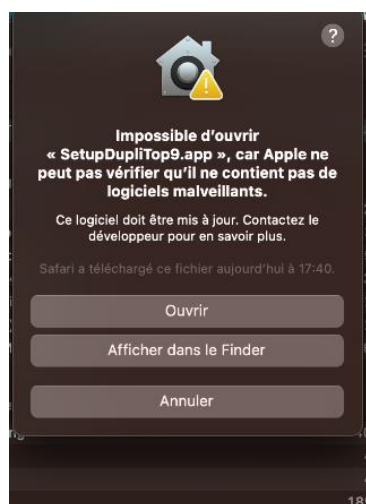 ?
Impossible d'ouvrir
« SetupDupliTop9.app », car Apple ne
peut pas vérifier qu'il ne contient pas de
logiciels malveillants.
Ce logiciel doit être mis à jour. Contactez le
développeur pour en savoir plus.
Safari a téléchargé ce fichier aujourd'hui à 17:40.
Ouvrir
Afficher dans le Finder
Annuler